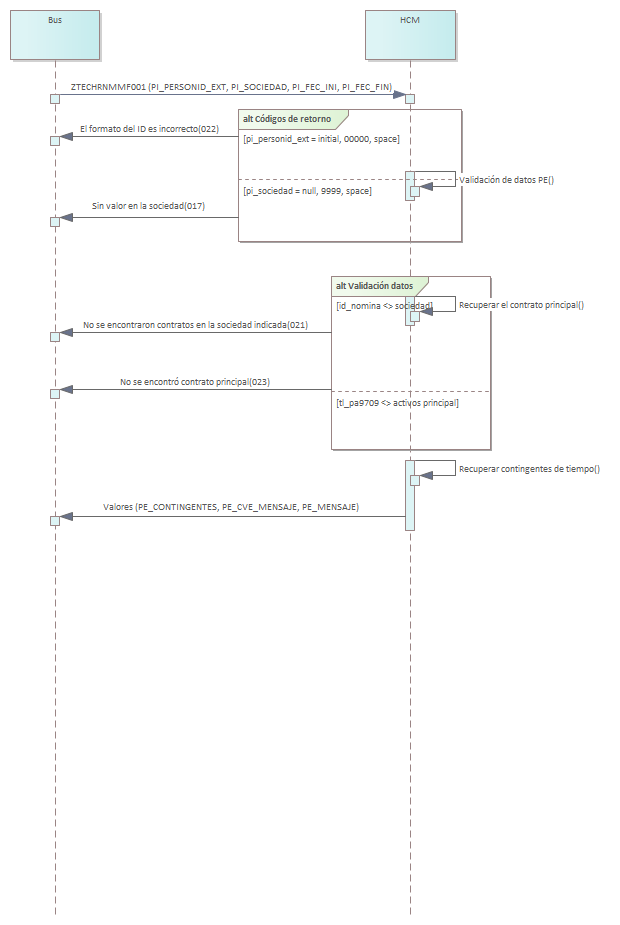 Bus
HCM
ZTECHRNMMF001 (PI_PERSONID_EXT, PI_SOCIEDAD, PI_FEC_INI, PI_FEC_FIN)
alt Códigos de retorno
El formato del ID es incorrecto(022)
[pi_personid_ext = initial, 00000, space]
Validación de datos PE()
[pi_sociedad = null, 9999, space]
Sin valor en la sociedad(017)
alt Validación datos
[id_nomina <> sociedad]
Recuperar el contrato principal()
No se encontraron contratos en la sociedad indicada(021)
No se encontró contrato principal(023)
[tl_pa9709 <> activos principal]
Recuperar contingentes de tiempo()
Valores (PE_CONTINGENTES, PE_CVE_MENSAJE, PE_MENSAJE)